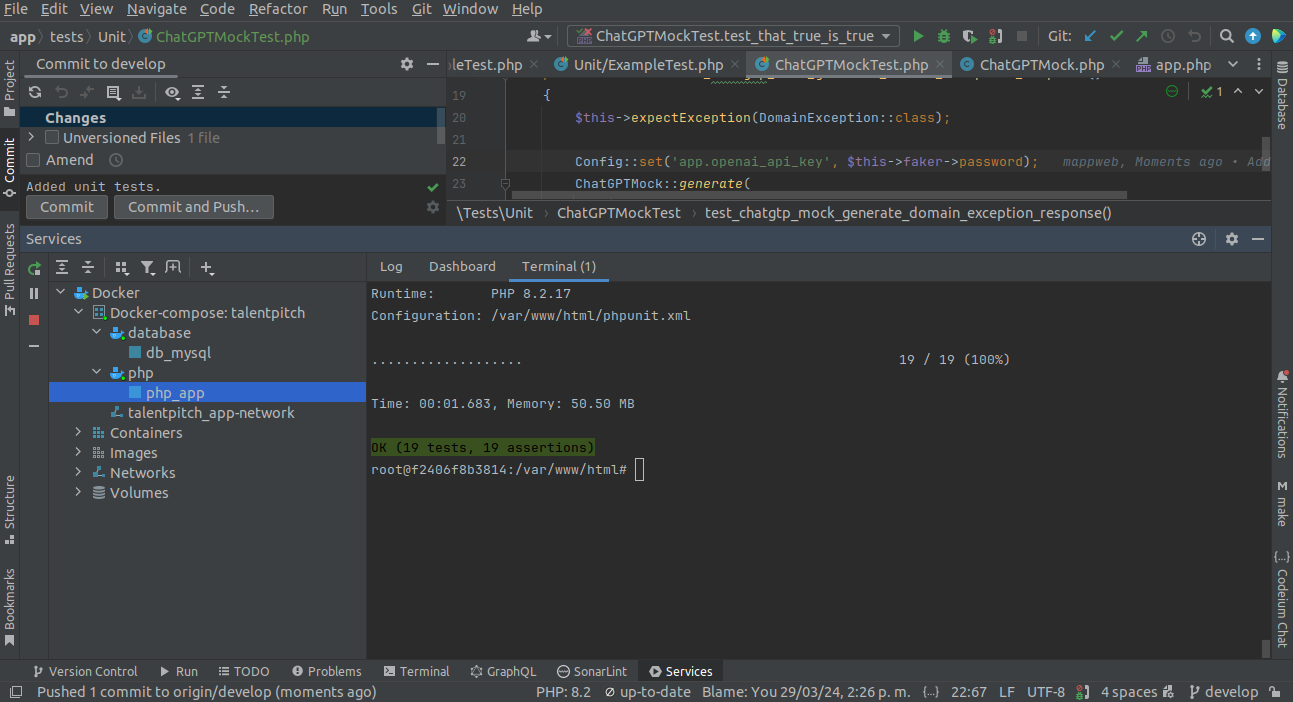 File Edit View Navigate Code Refactor Run Tools Git Window Help
app tests Unit ChatGPTMockTest.php ChatGPTMockTest.test_that_true_is_true Git:
Project
Commit
Pull Requests
Structure
Bookmarks
Commit to develop
Changes
Unversioned Files 1 file
Amend
Added unit tests.
Commit Commit and Push...
leTest.php Unit/ExampleTest.php ChatGPTMockTest.php ChatGPTMock.php app.php
1
19 {
20 $this->expectException(DomainException::class);
21
22 Config::set('app.openai_api_key', $this->faker->password); mappweb, Moments ago • Add
23 ChatGPTMock::generate(
\Tests\Unit ChatGPTMockTest test_chatgtp_mock_generate_domain_exception_response()
Services
Docker
Docker-compose: talentpitch
database
db_mysql
php
php_app
talentpitch_app-network
Containers
Images
Networks
Volumes
Log Dashboard Terminal (1)
Runtime: PHP 8.2.17
Configuration: /var/www/html/phpunit.xml
................... 19 / 19 (100%)
Time: 00:01.683, Memory: 50.50 MB
OK (19 tests, 19 assertions)
root@f2406f8b3814:/var/www/html#
Database
Notifications
M make
{...} Codeium Chat
Version Control Run TODO Problems Terminal GraphQL SonarLint Services
Pushed 1 commit to origin/develop (moments ago) PHP: 8.2 up-to-date Blame: You 29/03/24, 2:26 p. m. {...} 22:67 LF UTF-8 4 spaces develop